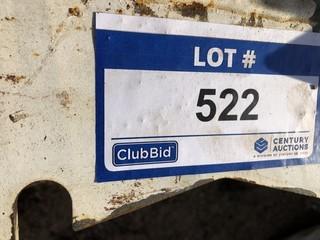 LOT #
522
ClubBid
CENTURY
AUCTIONS